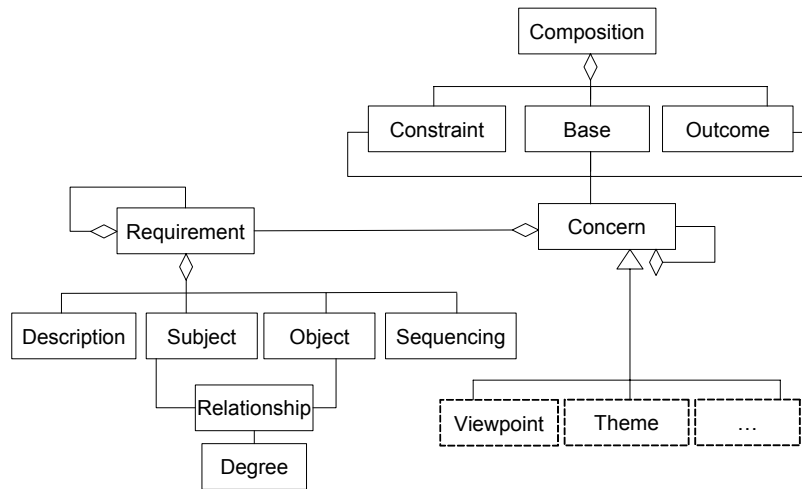 Composition
Constraint
Base
Outcome
Requirement
Concern
Description
Subject
Object
Sequencing
Relationship
Viewpoint
Theme
...
Degree